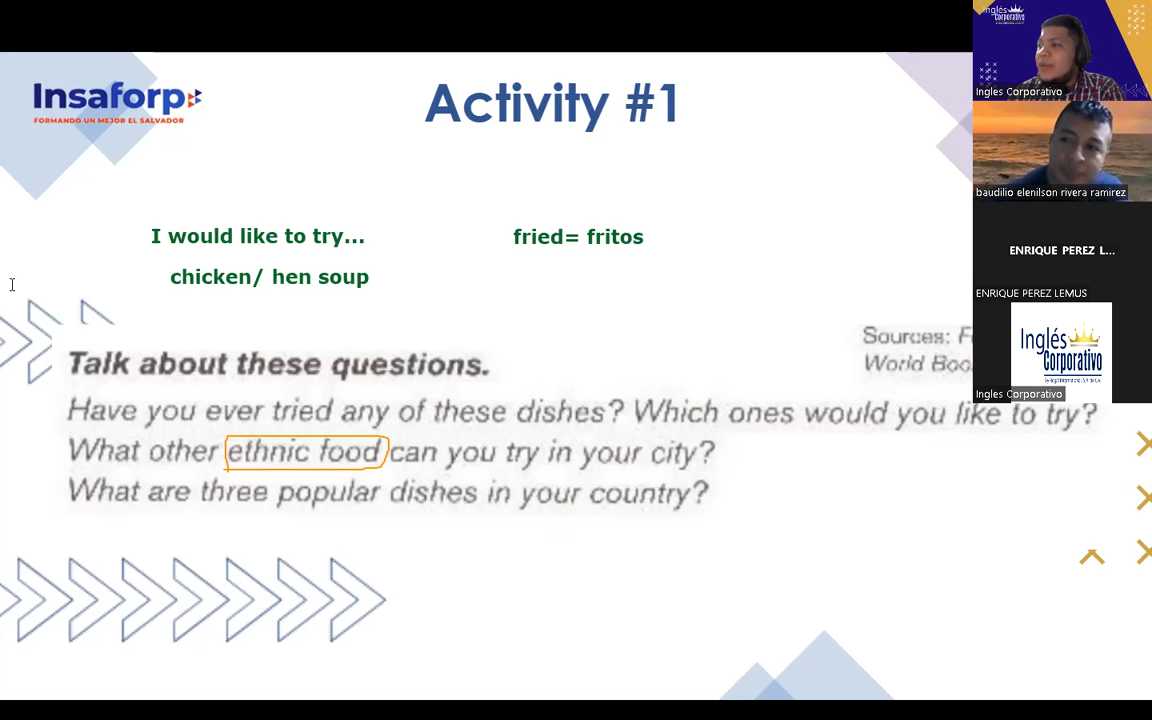 Insaforp
FORMANDO UN MEJOR EL SALVADOR
Activity #1
I would like to try...
fried= fritos
chicken/ hen soup
Talk about these questions.
Sources:
World
Have you ever tried any of these dishes? Which ones would you like to try?
What other ethnic food can you try in your city?
What are three popular dishes in your country?
Inglés
Corporativo
Ingles Corporativo
baudilio elenilson rivera ramirez
ENRIQUE PEREZ L...
ENRIQUE PEREZ LEMUS
Inglés
Corporativo
Ingles Corporativo